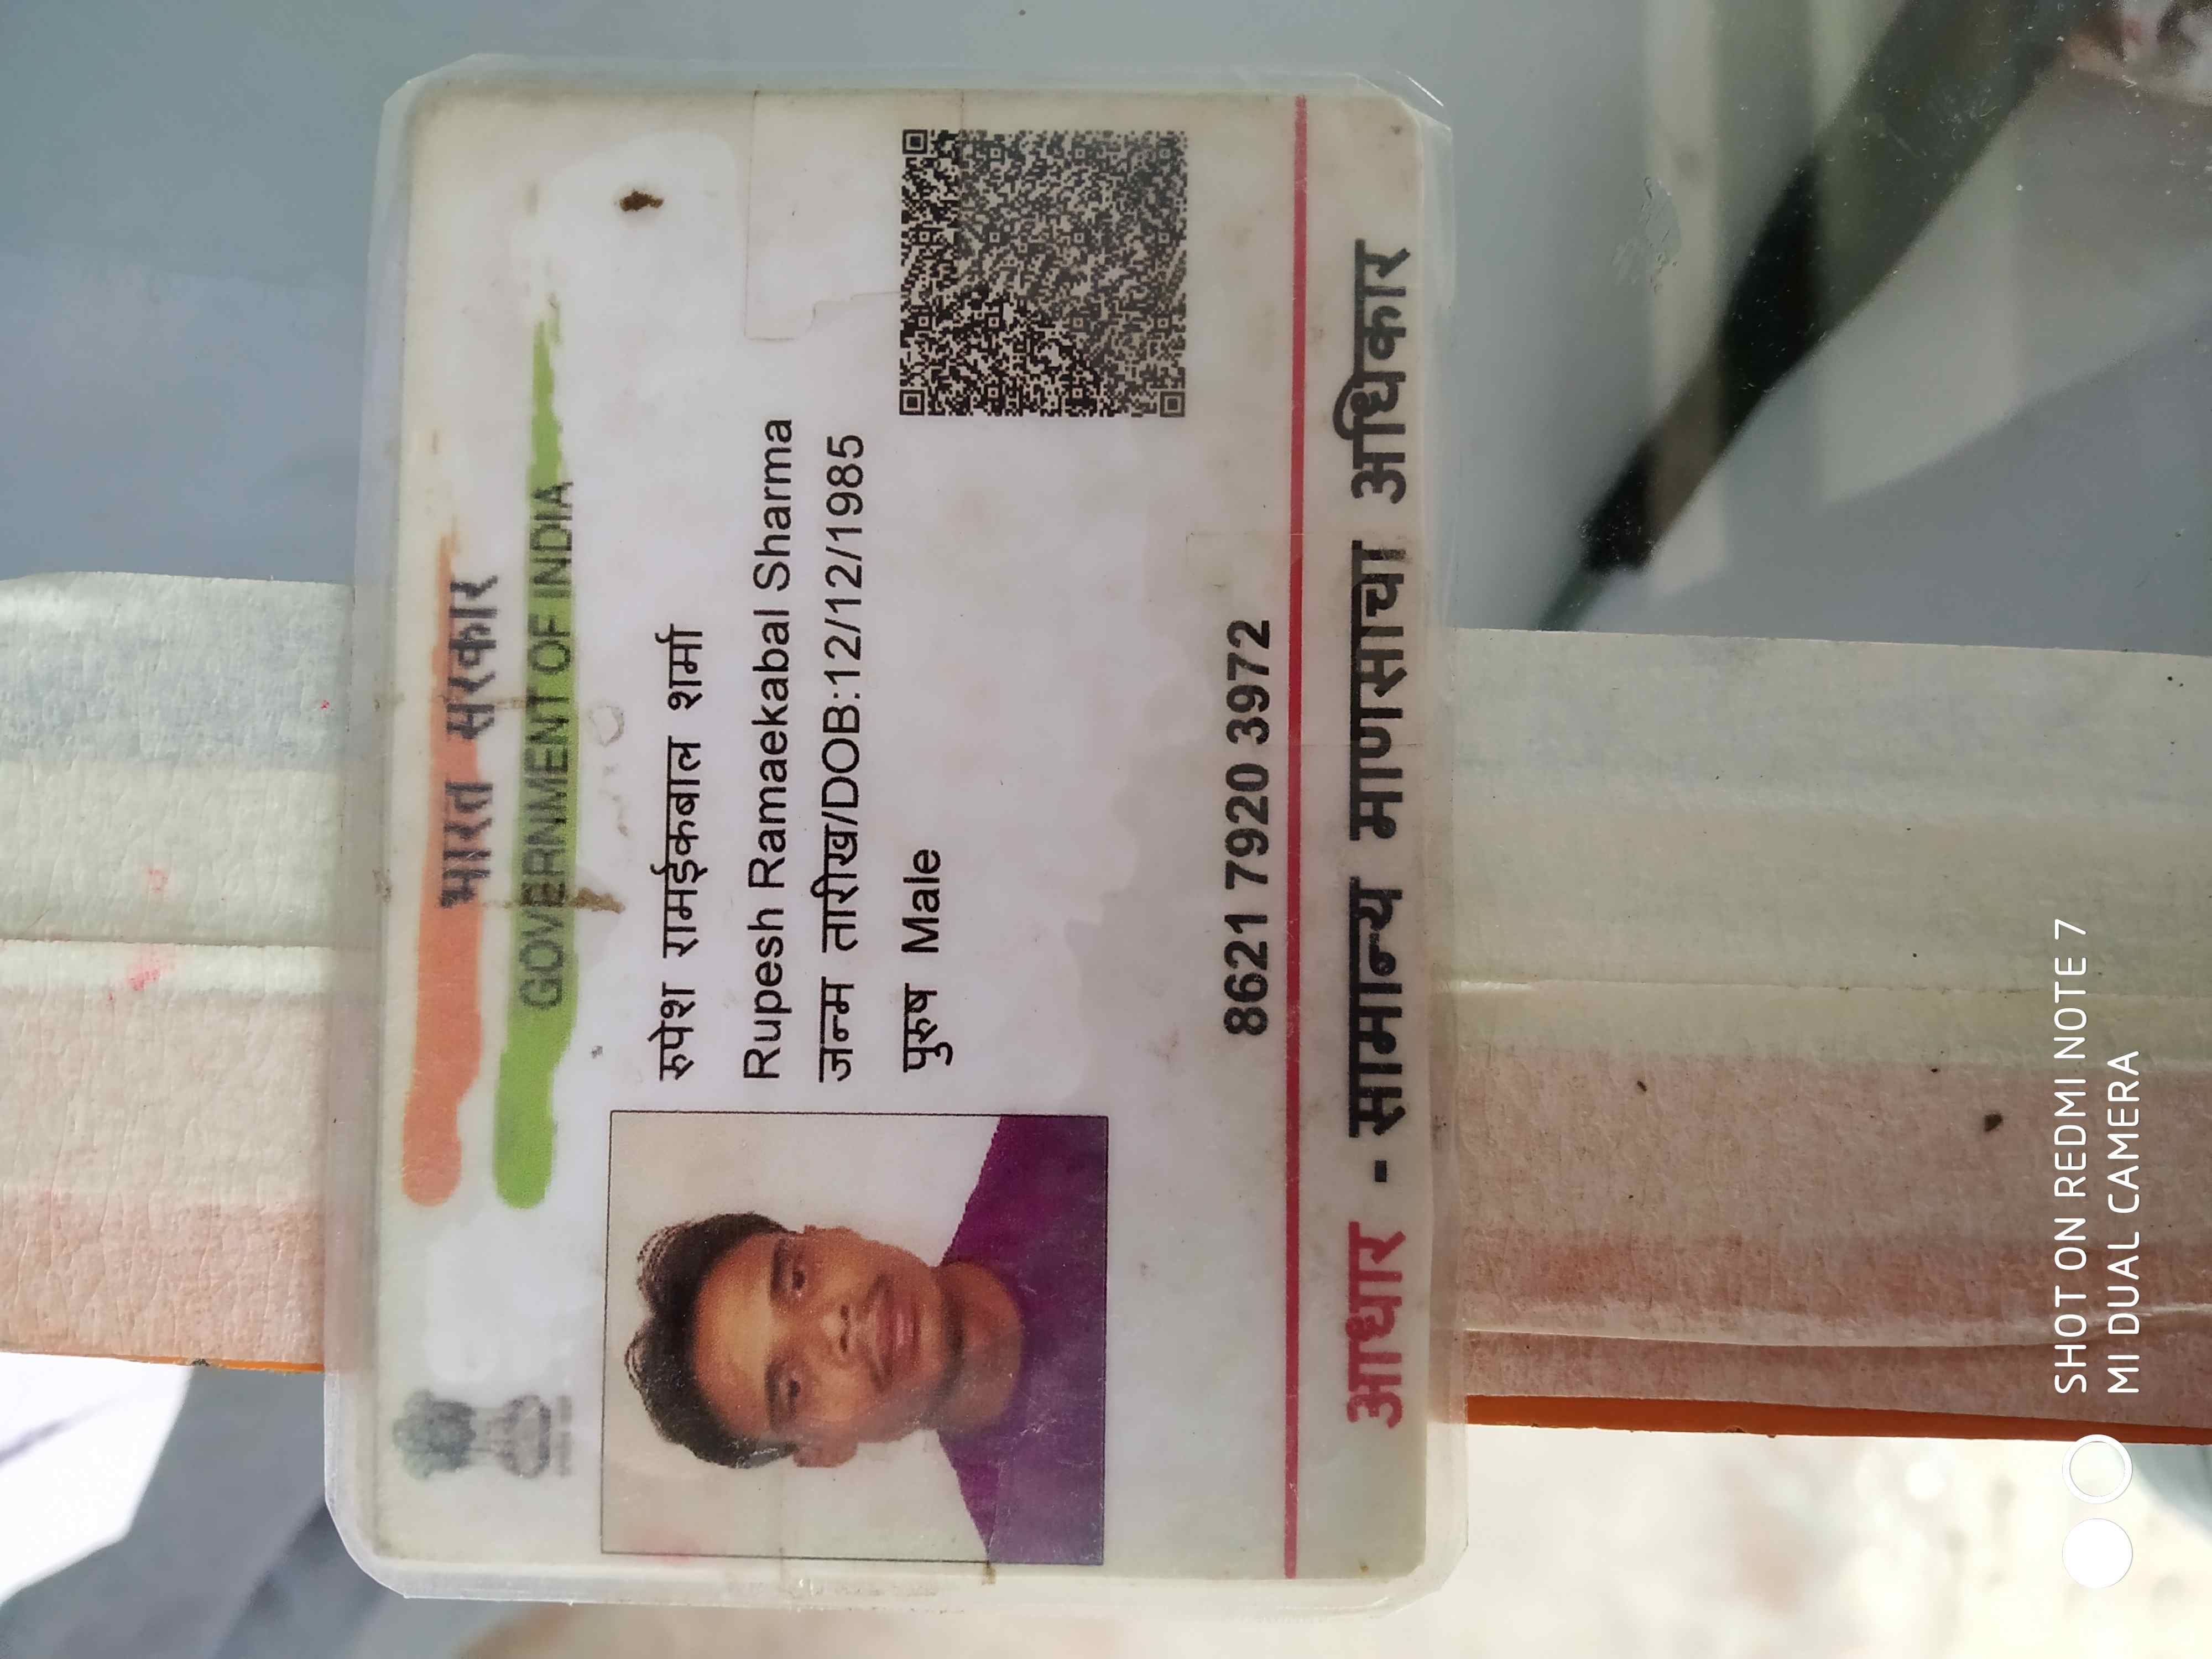 भारत सरकार
GOVERNMENT OF INDIA
रुपेश रामईकबाल शर्मा
Rupesh Ramaekabal Sharma
जन्म तारीख/DOB:12/12/1985
पुरुष Male
8621 7920 3972
आधार - सामान्य माणसाचा अधिकार
SHOT ON REDMI NOTE 7
MI DUAL CAMERA